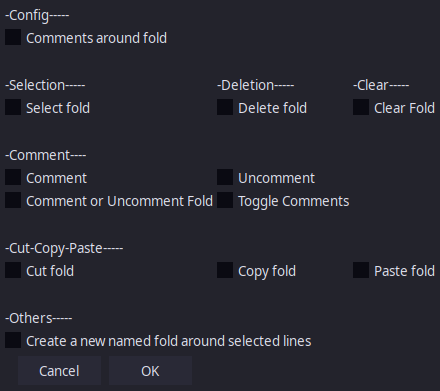 -Config-----
Comments around fold
-Selection----- -Deletion----- -Clear-----
Select fold Delete fold Clear Fold
-Comment----
Comment Uncomment
Comment or Uncomment Fold Toggle Comments
-Cut-Copy-Paste-----
Cut fold Copy fold Paste fold
-Others-----
Create a new named fold around selected lines
Cancel OK